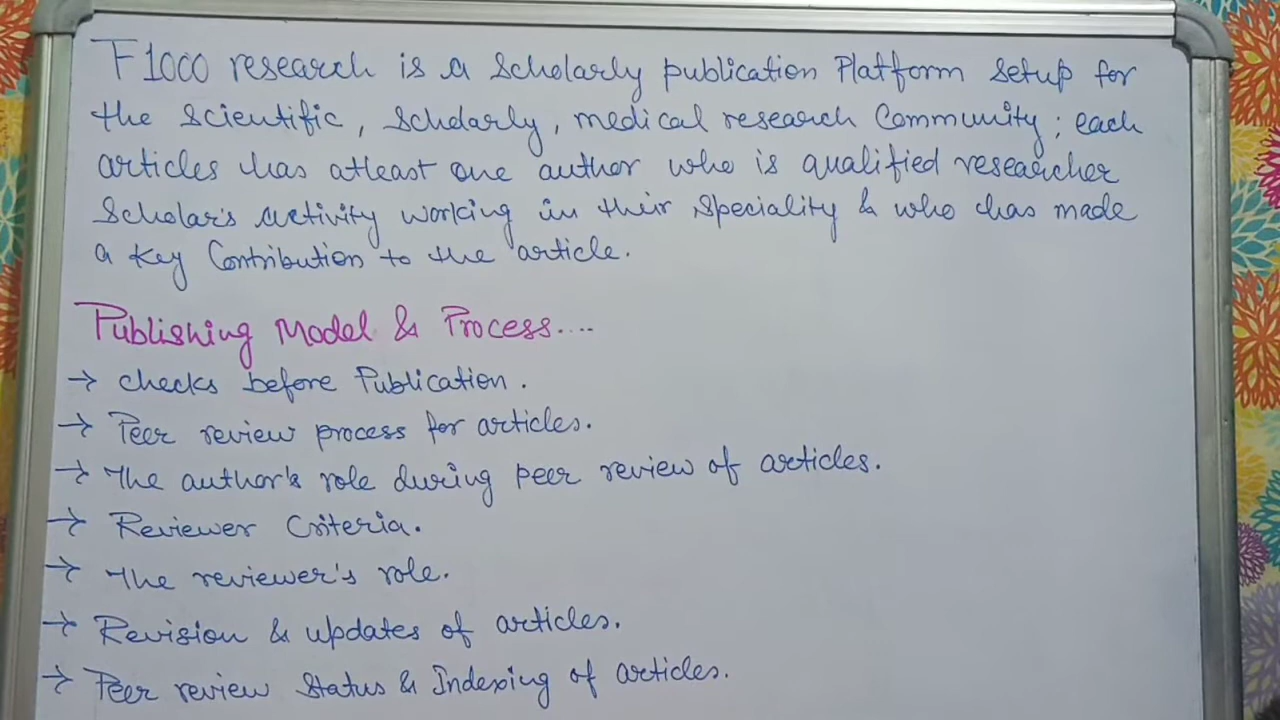 F1000 research is a Scholarly publication Platform setup for
the Scientific, Scholarly, medical research Community; each
articles has atleast one author who is qualified researcher
Scholar's activity working in their Speciality & who has made
a key Contribution to the article.
Publishing Model & Process....
→ checks before Publication.
→ Peer review process for articles.
→ The author's role during peer review of articles.
→ Reviewer Criteria.
→ The reviewer's role.
→ Revision & updates of articles.
→ Peer review Status & Indexing of articles.